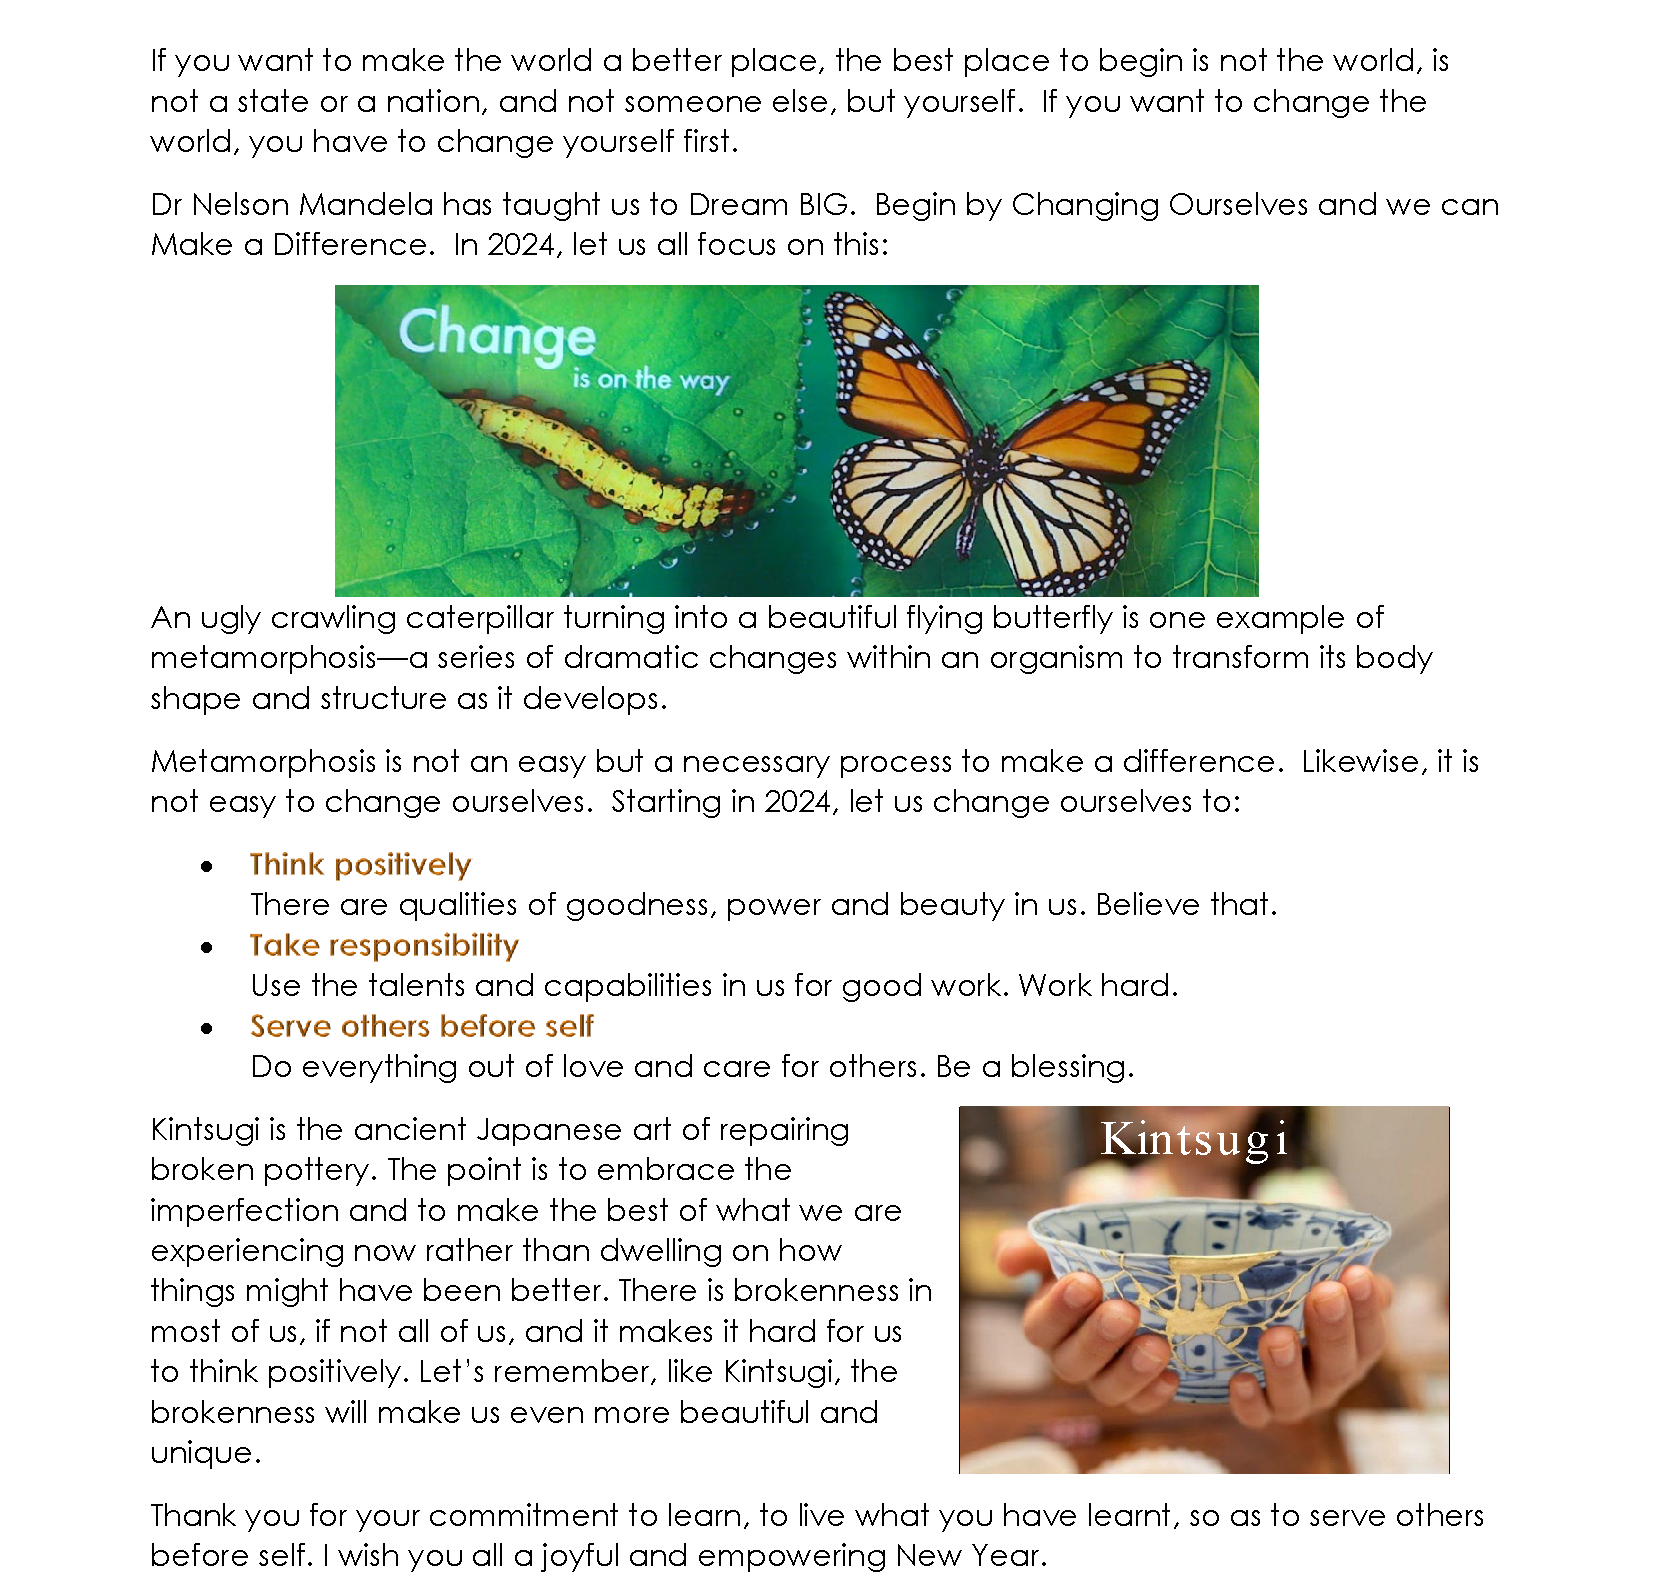 If you want to make the world a better place, the best place to begin is not the world, is
not a state or a nation, and not someone else, but yourself.  If you want to change the
world, you have to change yourself first.
Dr Nelson Mandela has taught us to Dream BIG.  Begin by Changing Ourselves and we can
Make a Difference.  In 2024, let us all focus on this:
Change
is on the way
An ugly crawling caterpillar turning into a beautiful flying butterfly is one example of
metamorphosis—a series of dramatic changes within an organism to transform its body
shape and structure as it develops.
Metamorphosis is not an easy but a necessary process to make a difference.  Likewise, it is
not easy to change ourselves.  Starting in 2024, let us change ourselves to:
• Think positively
There are qualities of goodness, power and beauty in us. Believe that.
• Take responsibility
Use the talents and capabilities in us for good work. Work hard.
• Serve others before self
Do everything out of love and care for others. Be a blessing.
Kintsugi is the ancient Japanese art of repairing
broken pottery. The point is to embrace the
imperfection and to make the best of what we are
experiencing now rather than dwelling on how
things might have been better. There is brokenness in
most of us, if not all of us, and it makes it hard for us
to think positively. Let’s remember, like Kintsugi, the
brokenness will make us even more beautiful and
unique.
Kintsugi
Thank you for your commitment to learn, to live what you have learnt, so as to serve others
before self. I wish you all a joyful and empowering New Year.